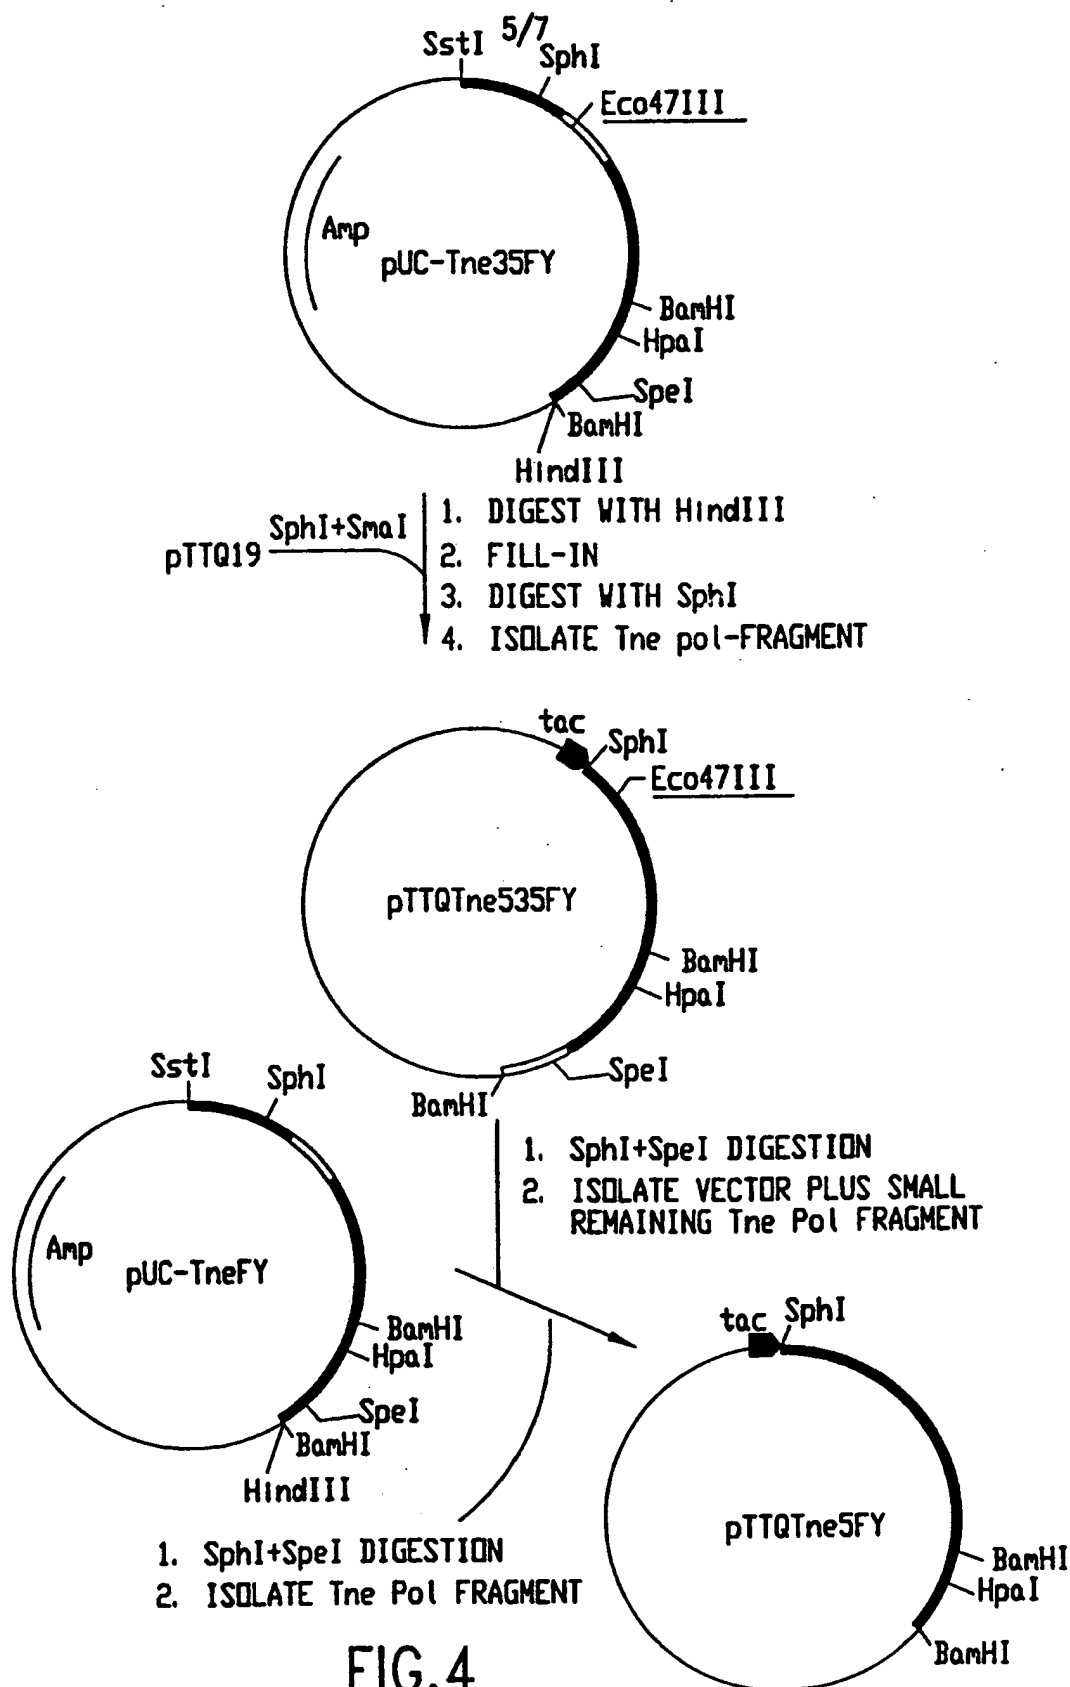 5/7
SstI
SphI
Eco47III
Amp
pUC-Tne35FY
BamHI
HpaI
SpeI
BamHI
HindIII
pTTQ19
SphI+SmaI
1. DIGEST WITH HindIII
2. FILL-IN
3. DIGEST WITH SphI
4. ISOLATE Tne pol-FRAGMENT
tac
SphI
Eco47III
pTTQTne535FY
BamHI
HpaI
SpeI
BamHI
1. SphI+SpeI DIGESTION
2. ISOLATE VECTOR PLUS SMALL
REMAINING Tne Pol FRAGMENT
SstI
SphI
Amp
pUC-TneFY
BamHI
HpaI
SpeI
BamHI
HindIII
1. SphI+SpeI DIGESTION
2. ISOLATE Tne Pol FRAGMENT
tac
SphI
pTTQTne5FY
BamHI
HpaI
BamHI
FIG.4